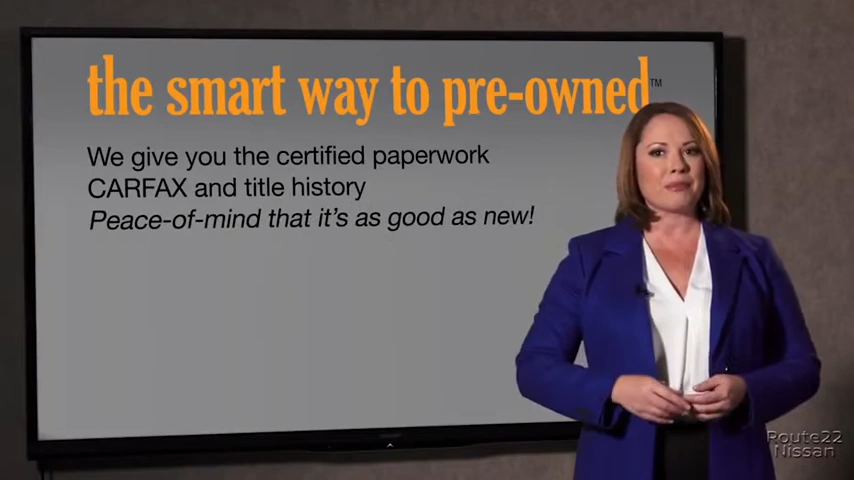 the smart way to pre-owned™
We give you the certified paperwork
CARFAX and title history
Peace-of-mind that it's as good as new!
Route22
Nissan